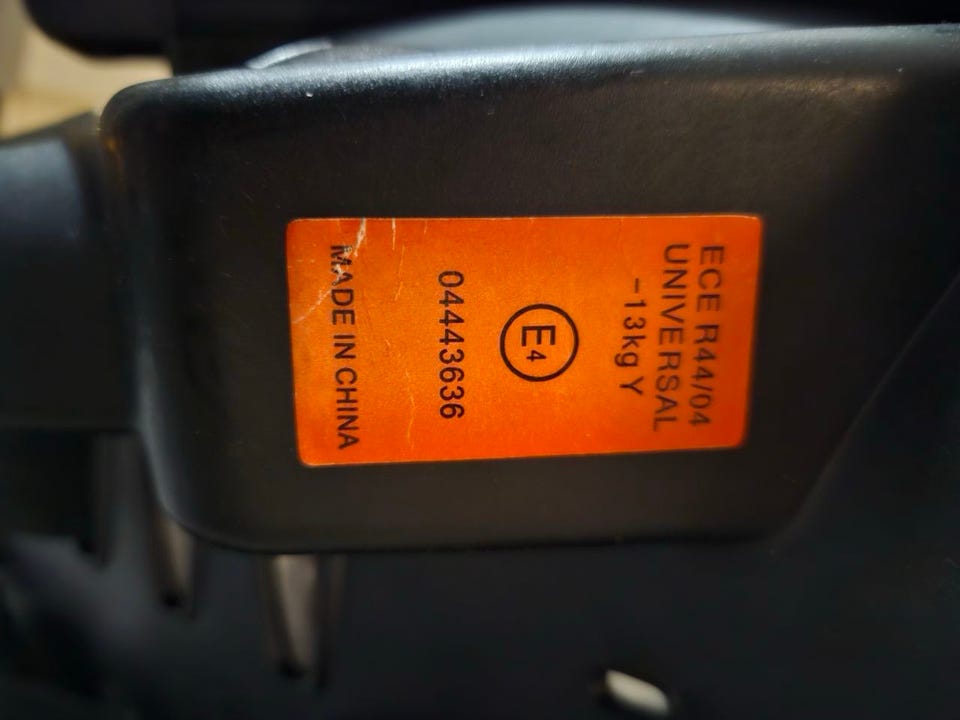 ECE R44/04
UNIVERSAL
-13kg Y
E4
04443636
MADE IN CHINA